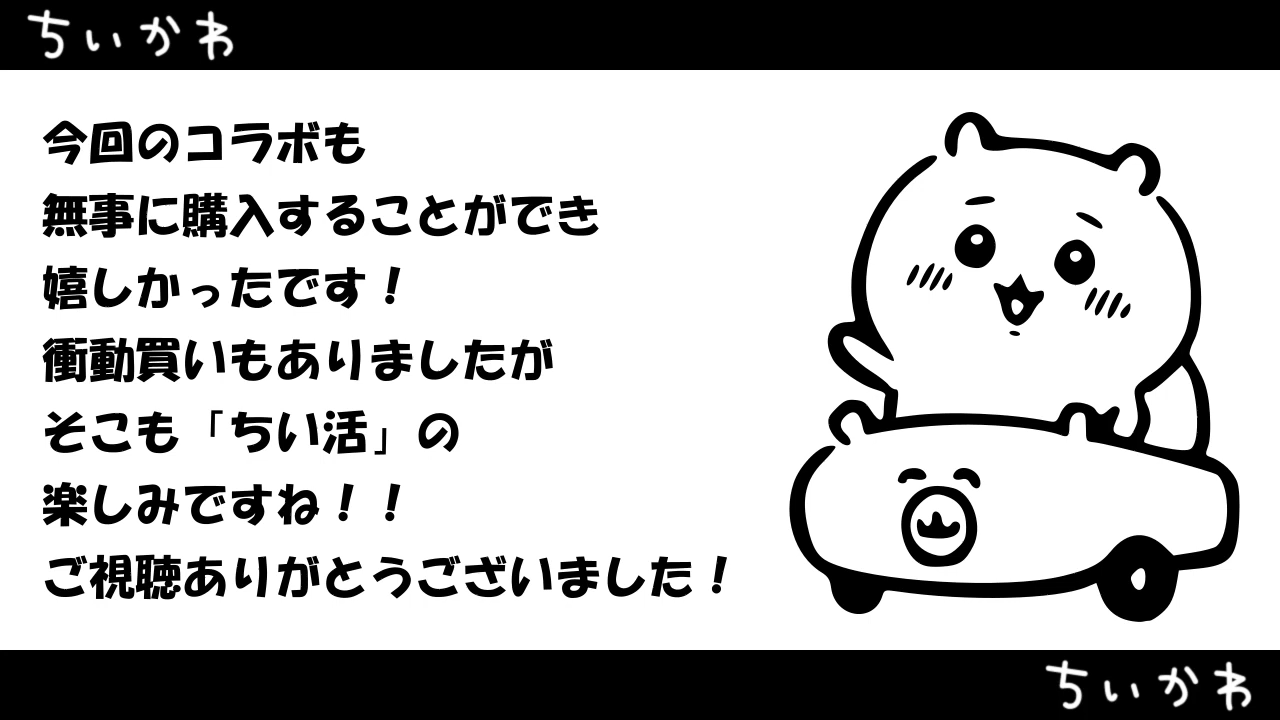 ちいかわ
今回のコラボも
無事に購入することができ
嬉しかったです！
衝動買いもありましたが
そこも「ちい活」の
楽しみですね！！
ご視聴ありがとうございました！
ちいかわ